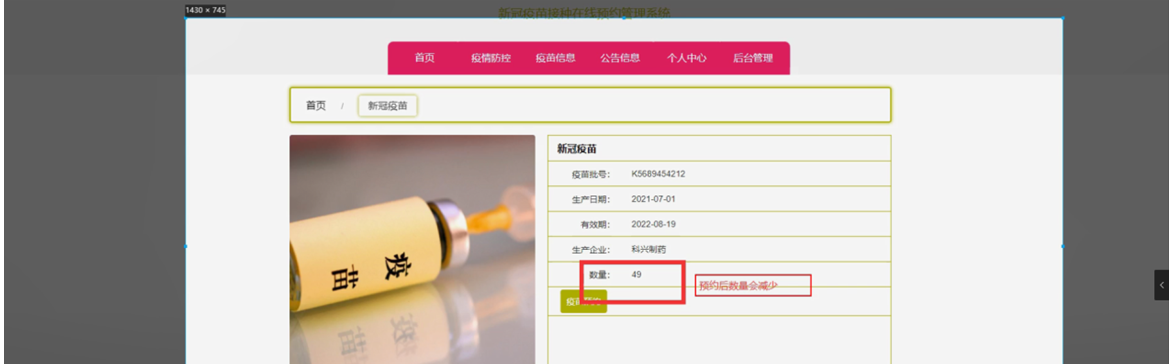 1430 × 745
新冠疫苗接种在线预约管理系统
首页 疫情防控 疫苗信息 公告信息 个人中心 后台管理
首页 / 新冠疫苗
新冠疫苗
疫苗批号: K5689454212
生产日期: 2021-07-01
有效期: 2022-08-19
生产企业: 科兴制药
数量: 49
预约后数量会减少
疫苗预约
疫苗